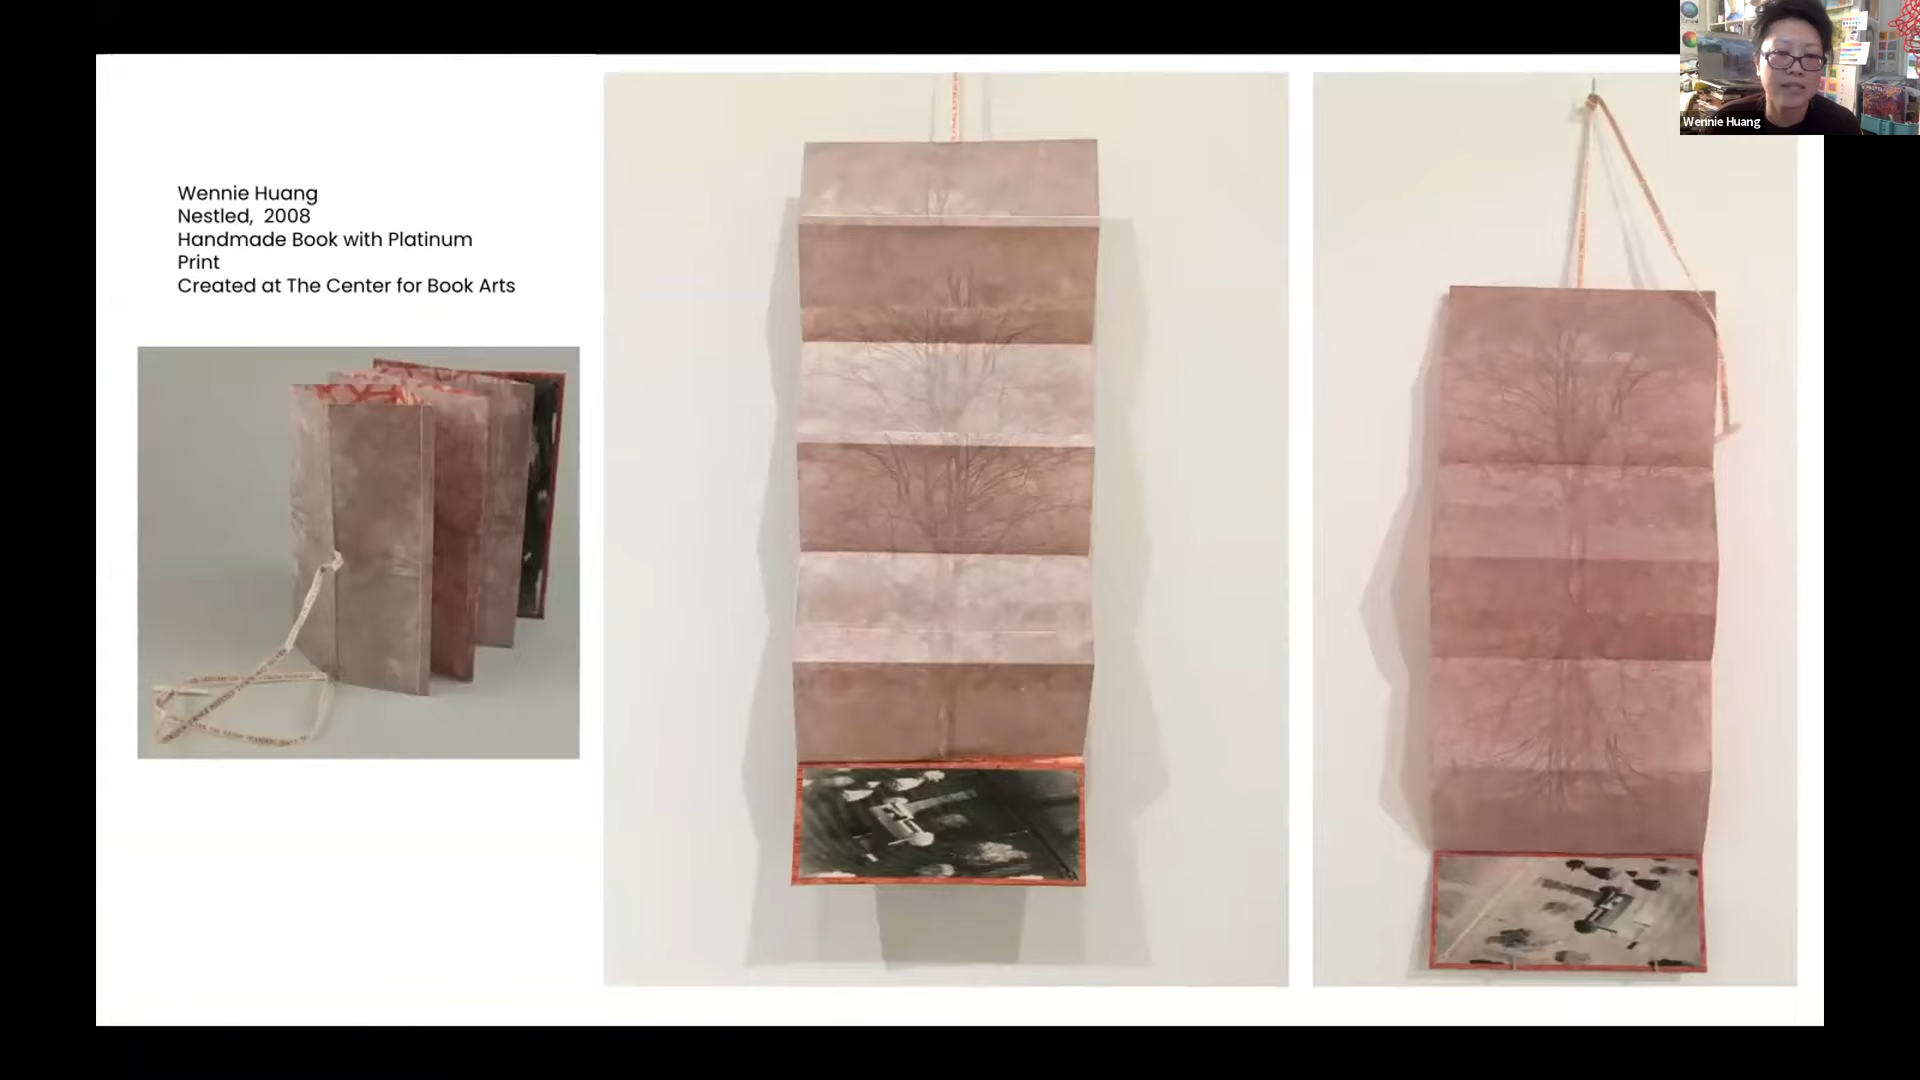 Wennie Huang
Nestled, 2008
Handmade Book with Platinum
Print
Created at The Center for Book Arts
Wennie Huang